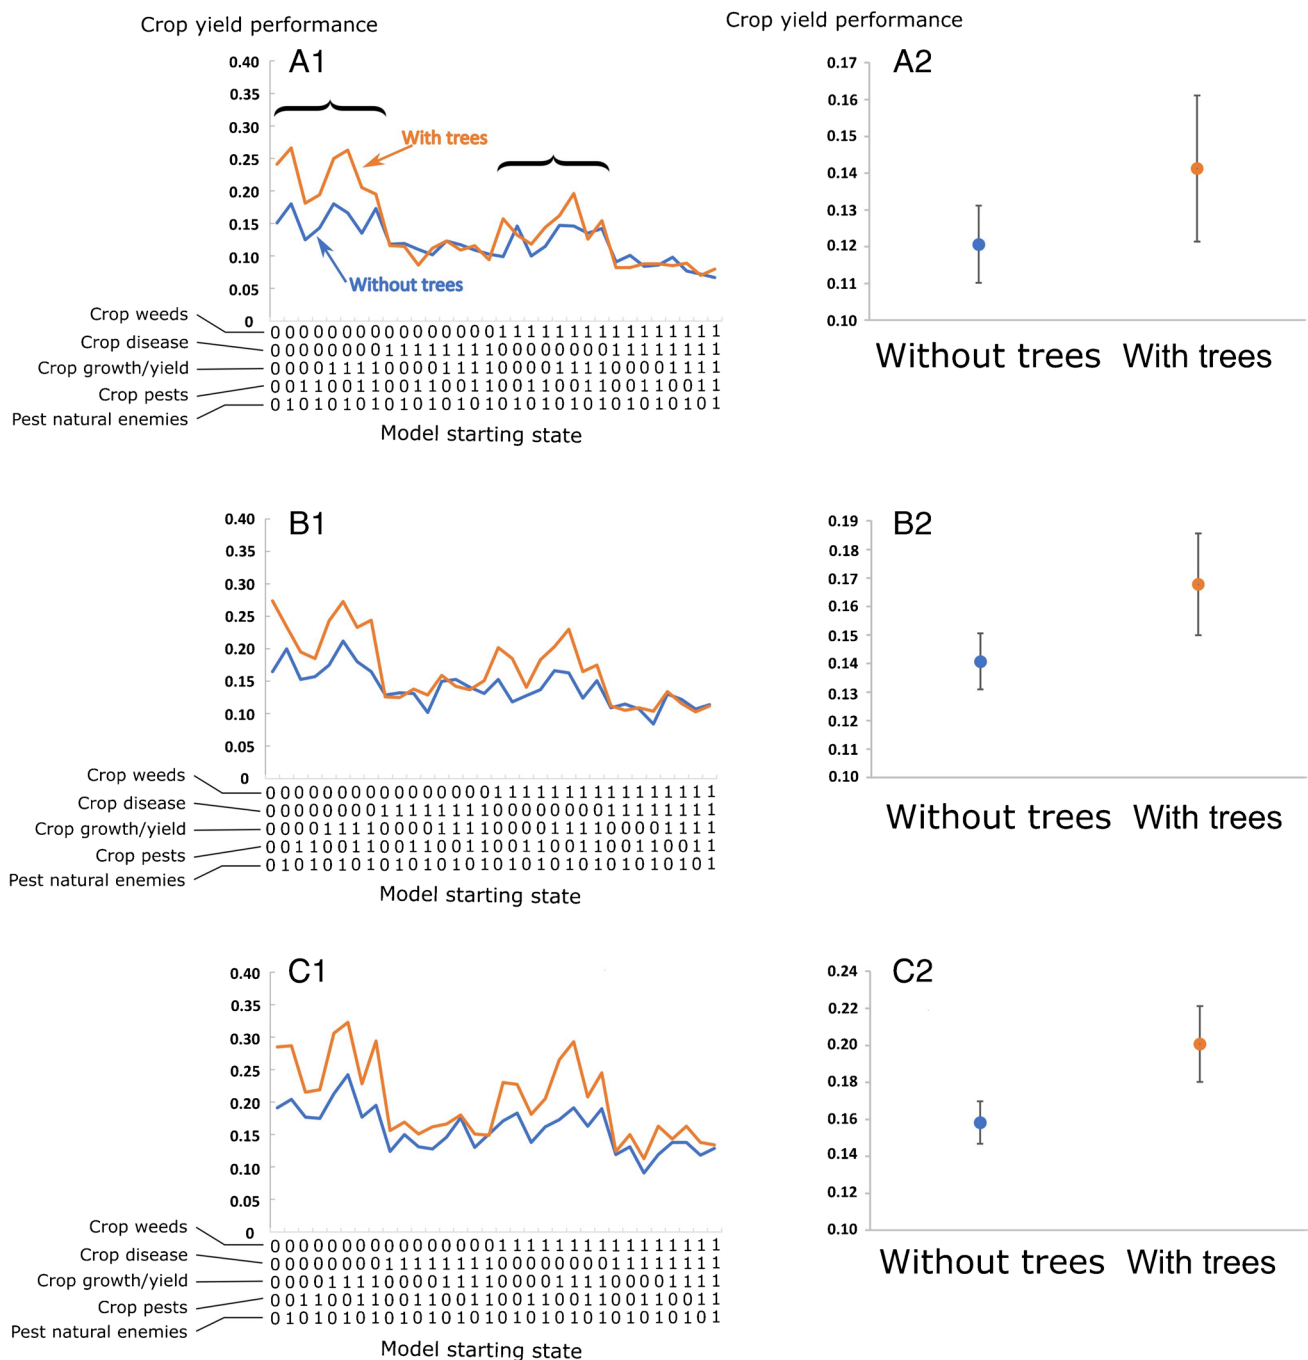 Crop yield performance
A1
0.40
0.35
0.30
0.25
0.20
0.15
0.10
0.05
0
With trees
Without trees
Crop weeds
0 0 0 0 0 0 0 0 0 0 0 0 0 0 0 0 1 1 1 1 1 1 1 1 1 1 1 1 1 1 1 1
Crop disease
0 0 0 0 0 0 0 0 1 1 1 1 1 1 1 1 0 0 0 0 0 0 0 0 1 1 1 1 1 1 1 1
Crop growth/yield
0 0 0 0 1 1 1 1 0 0 0 0 1 1 1 1 0 0 0 0 1 1 1 1 0 0 0 0 1 1 1 1
Crop pests
0 0 1 1 0 0 1 1 0 0 1 1 0 0 1 1 0 0 1 1 0 0 1 1 0 0 1 1 0 0 1 1
Pest natural enemies
0 1 0 1 0 1 0 1 0 1 0 1 0 1 0 1 0 1 0 1 0 1 0 1 0 1 0 1 0 1 0 1
Model starting state
Crop yield performance
A2
0.17
0.16
0.15
0.14
0.13
0.12
0.11
0.10
Without trees With trees
B1
0.40
0.35
0.30
0.25
0.20
0.15
0.10
0.05
0
Crop weeds
0 0 0 0 0 0 0 0 0 0 0 0 0 0 0 0 1 1 1 1 1 1 1 1 1 1 1 1 1 1 1 1
Crop disease
0 0 0 0 0 0 0 0 1 1 1 1 1 1 1 1 0 0 0 0 0 0 0 0 1 1 1 1 1 1 1 1
Crop growth/yield
0 0 0 0 1 1 1 1 0 0 0 0 1 1 1 1 0 0 0 0 1 1 1 1 0 0 0 0 1 1 1 1
Crop pests
0 0 1 1 0 0 1 1 0 0 1 1 0 0 1 1 0 0 1 1 0 0 1 1 0 0 1 1 0 0 1 1
Pest natural enemies
0 1 0 1 0 1 0 1 0 1 0 1 0 1 0 1 0 1 0 1 0 1 0 1 0 1 0 1 0 1 0 1
Model starting state
B2
0.19
0.18
0.17
0.16
0.15
0.14
0.13
0.12
0.11
0.10
Without trees With trees
C1
0.40
0.35
0.30
0.25
0.20
0.15
0.10
0.05
0
Crop weeds
0 0 0 0 0 0 0 0 0 0 0 0 0 0 0 0 1 1 1 1 1 1 1 1 1 1 1 1 1 1 1 1
Crop disease
0 0 0 0 0 0 0 0 1 1 1 1 1 1 1 1 0 0 0 0 0 0 0 0 1 1 1 1 1 1 1 1
Crop growth/yield
0 0 0 0 1 1 1 1 0 0 0 0 1 1 1 1 0 0 0 0 1 1 1 1 0 0 0 0 1 1 1 1
Crop pests
0 0 1 1 0 0 1 1 0 0 1 1 0 0 1 1 0 0 1 1 0 0 1 1 0 0 1 1 0 0 1 1
Pest natural enemies
0 1 0 1 0 1 0 1 0 1 0 1 0 1 0 1 0 1 0 1 0 1 0 1 0 1 0 1 0 1 0 1
Model starting state
C2
0.24
0.22
0.20
0.18
0.16
0.14
0.12
0.10
Without trees With trees